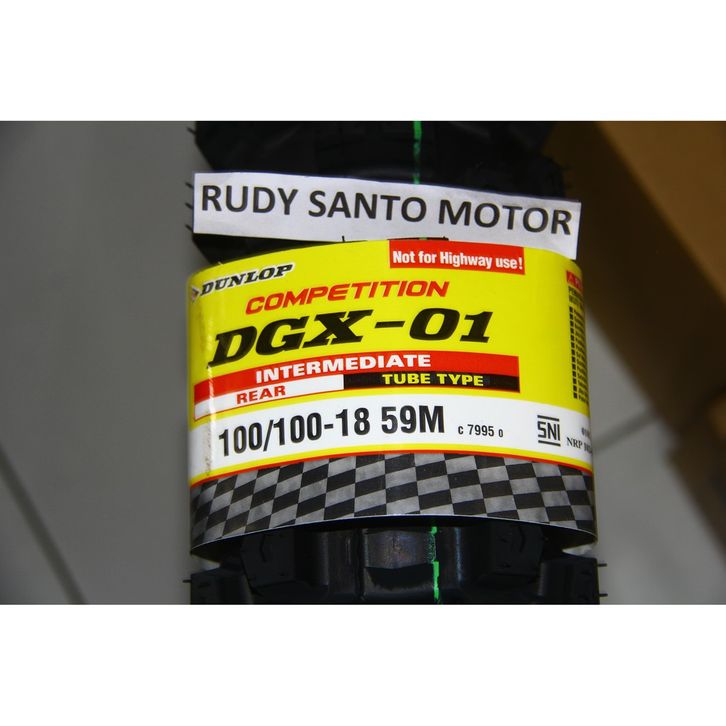 RUDY SANTO MOTOR
Not for Highway use!
DUNLOP
COMPETITION
DGX-01
INTERMEDIATE
REAR
TUBE TYPE
100/100-18 59M
C 7995 0
SNI
NRP